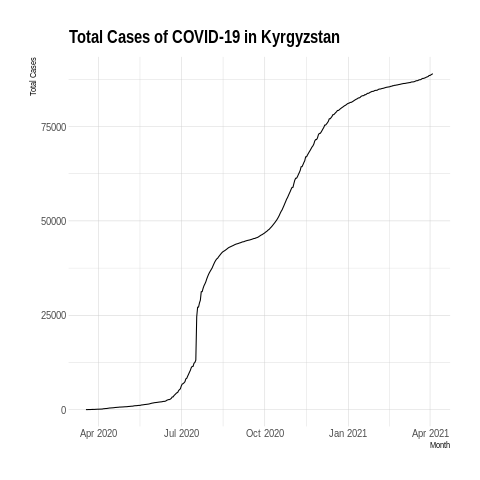 Total Cases of COVID-19 in Kyrgyzstan
Total Cases
75000
50000
25000
0
Apr 2020 Jul 2020 Oct 2020 Jan 2021 Apr 2021
Month